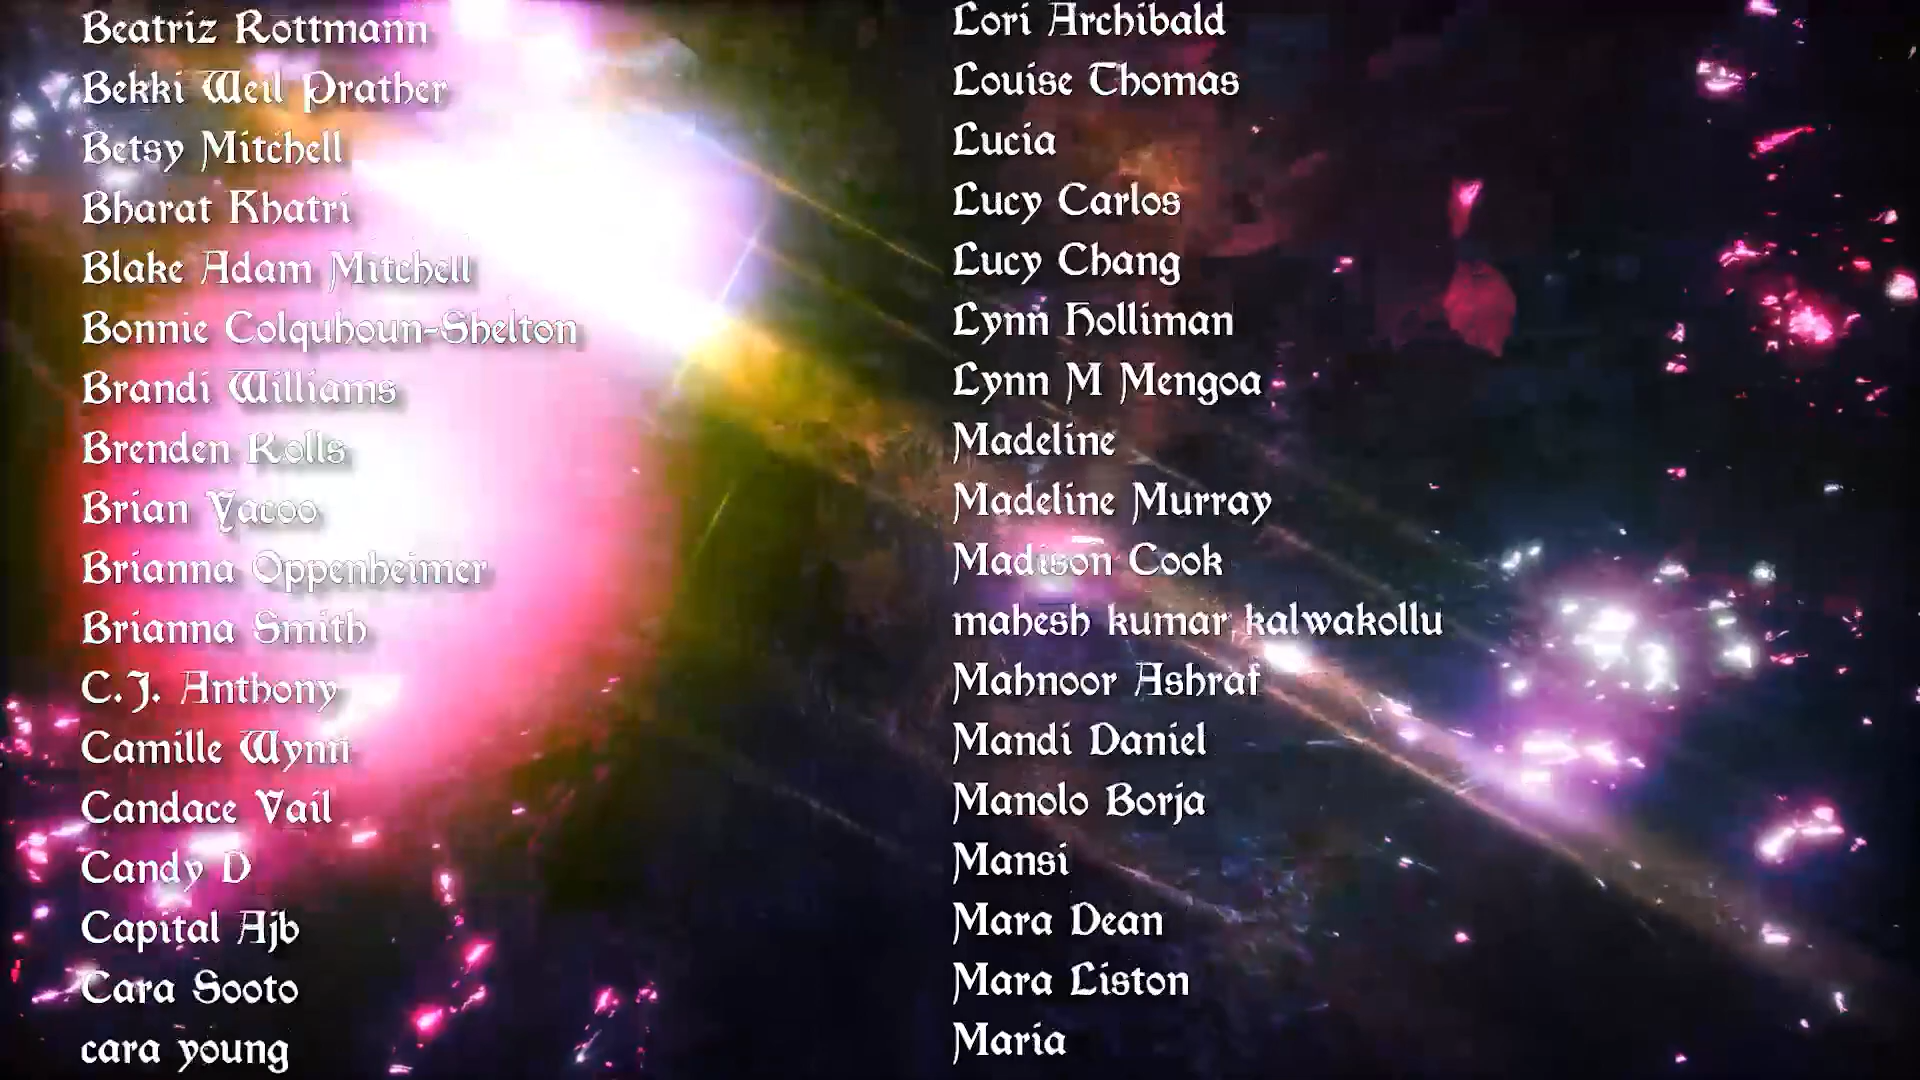 Beatriz Rottmann
Bekki Weil Prather
Betsy Mitchell
Bharat Khatri
Blake Adam Mitchell
Bonnie Colquhoun-Shelton
Brandi Williams
Brenden Rolls
Brian Yacoo
Brianna Oppenheimer
Brianna Smith
C.J. Anthony
Camille Wynn
Candace Vail
Candy D
Capital Ajb
Cara Sooto
cara young
Lori Archibald
Louise Thomas
Lucia
Lucy Carlos
Lucy Chang
Lynn Holliman
Lynn M Mengoa
Madeline
Madeline Murray
Madison Cook
mahesh kumar kalwakollu
Mahnoor Ashraf
Mandi Daniel
Manolo Borja
Mansi
Mara Dean
Mara Liston
Maria